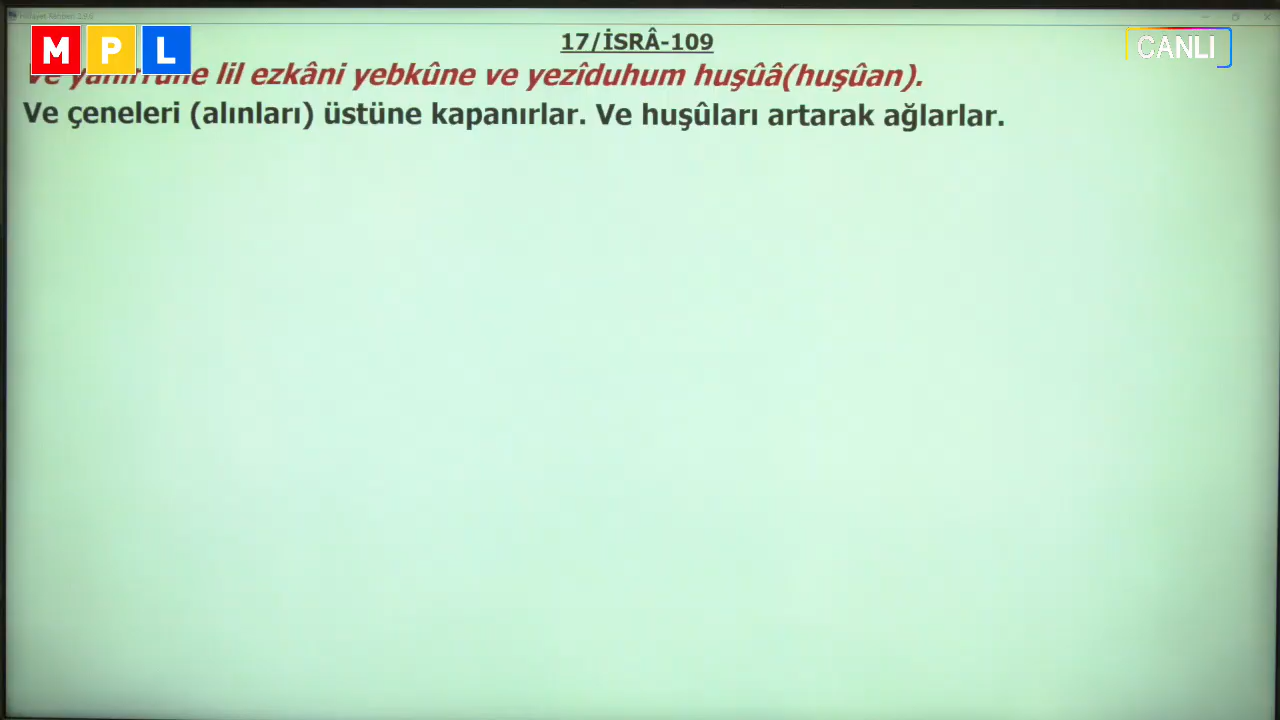 17/İSRÂ-109
MPL
CANLI
lil ezkâni yebkûne ve yezîduhum huşûâ(huşûan).
Ve çeneleri (alınları) üstüne kapanırlar. Ve huşûları artarak ağlarlar.